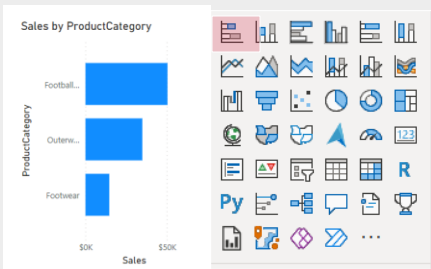 Sales by ProductCategory
ProductCategory
Football...
Outerw...
Footwear
$0K
$50K
Sales
123
R
Py
...